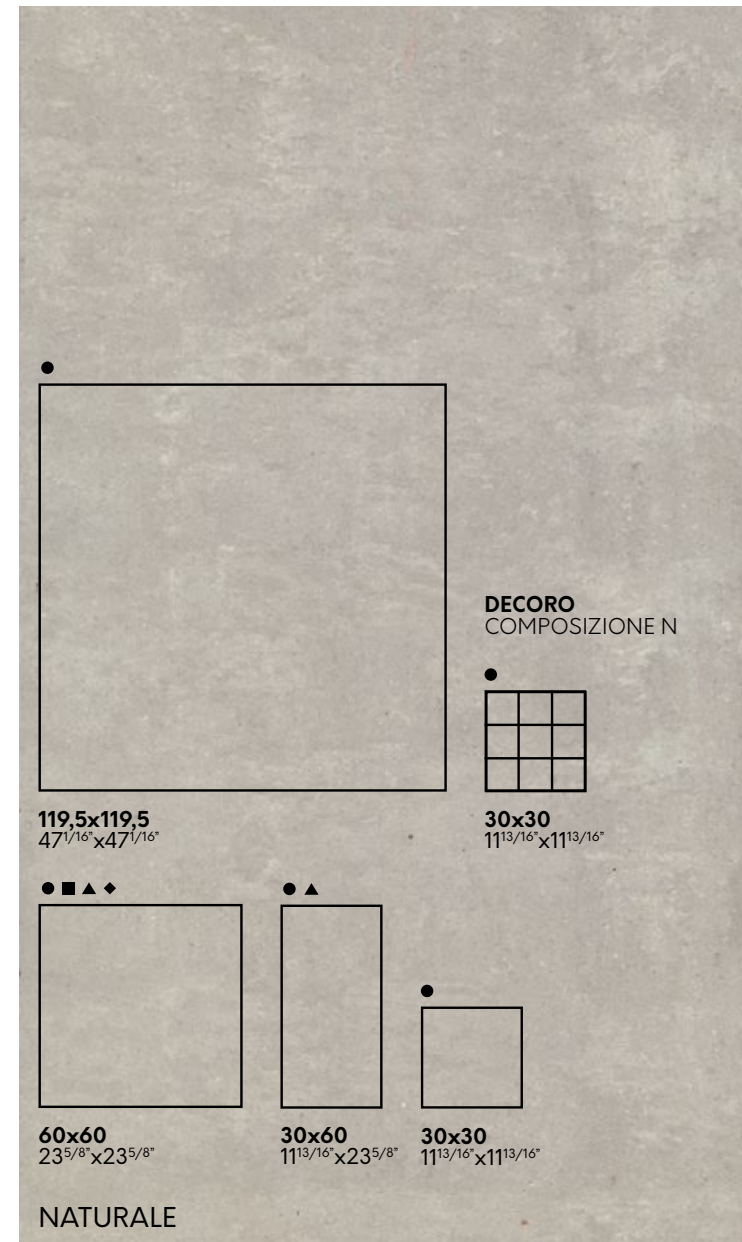 DECORO
COMPOSIZIONE N
119,5x119,5
47 1/16”x47 1/16”
30x30
11 13/16”x11 13/16”
60x60
23 5/8”x23 5/8”
30x60
11 13/16”x23 5/8”
30x30
11 13/16”x11 13/16”
NATURALE